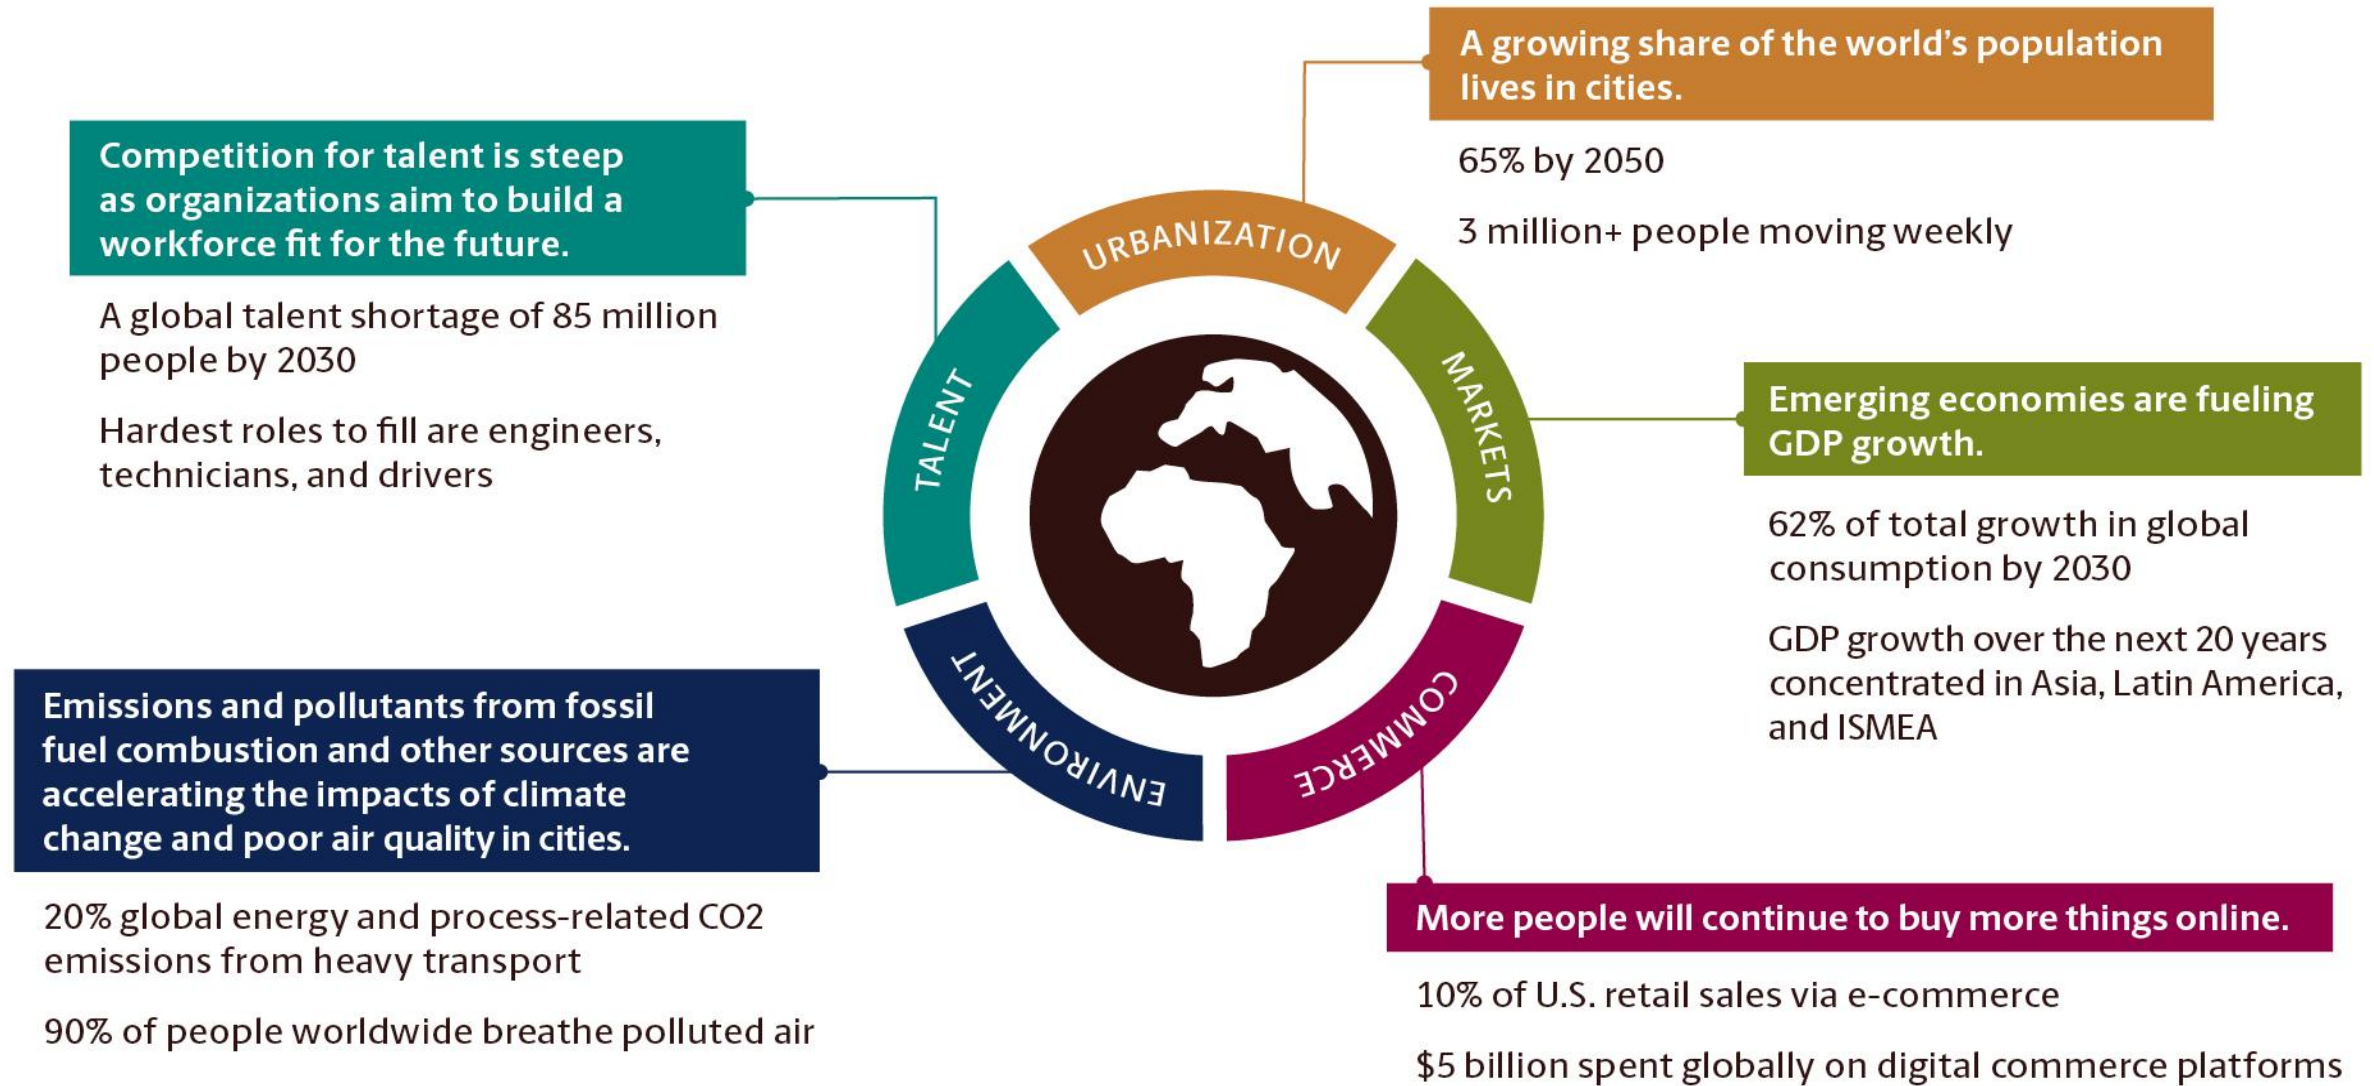 A growing share of the world's population
lives in cities.
65% by 2050
3 million+ people moving weekly
Competition for talent is steep
as organizations aim to build a
workforce fit for the future.
A global talent shortage of 85 million
people by 2030
Hardest roles to fill are engineers,
technicians, and drivers
URBANIZATION
MARKETS
COMMERCE
ENVIRONMENT
TALENT
Emerging economies are fueling
GDP growth.
62% of total growth in global
consumption by 2030
GDP growth over the next 20 years
concentrated in Asia, Latin America,
and ISMEA
Emissions and pollutants from fossil
fuel combustion and other sources are
accelerating the impacts of climate
change and poor air quality in cities.
20% global energy and process-related CO2
emissions from heavy transport
90% of people worldwide breathe polluted air
More people will continue to buy more things online.
10% of U.S. retail sales via e-commerce
$5 billion spent globally on digital commerce platforms